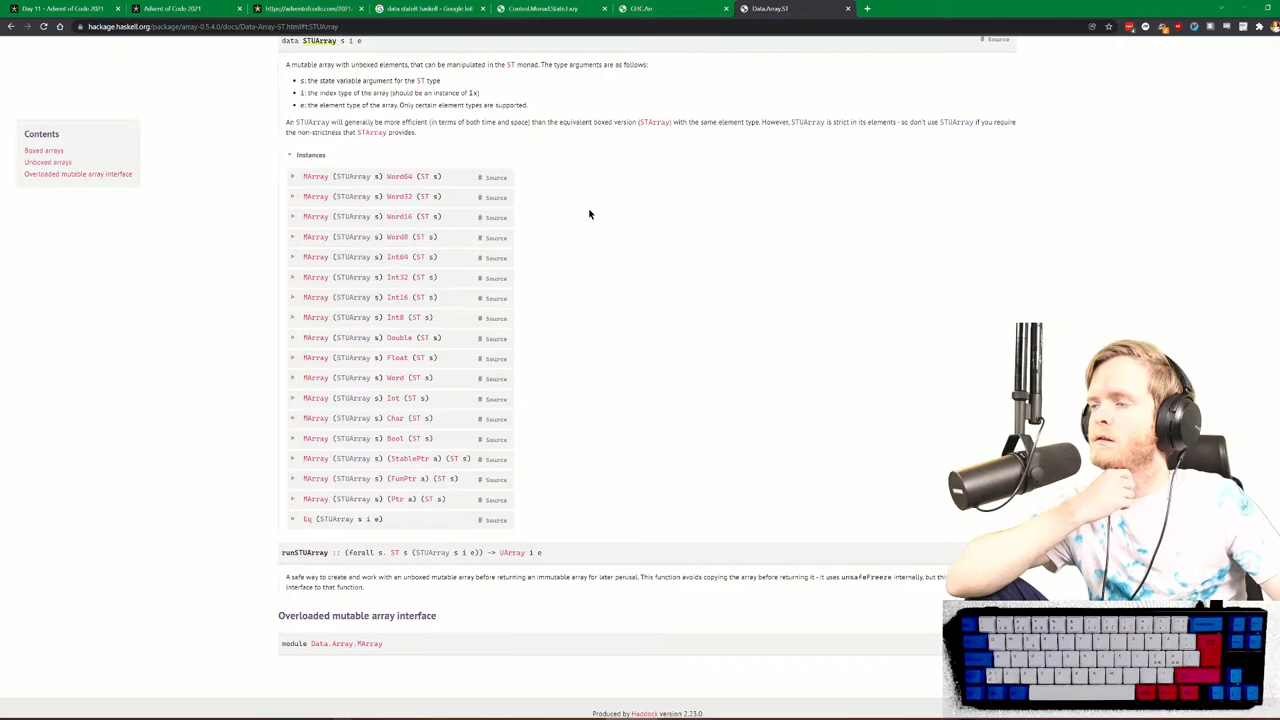 Day 11 - Advent of Code 2021
Advent of Code 2021
https://adventofcode.com/2021
data state# haskell - Google
Control.Monad.State.Lazy
GHC.Arr
Data.Array.ST
hackage.haskell.org/package/array-0.5.4.0/docs/Data-Array-ST.html#t:STUArray
data STUArray s i e
# Source
A mutable array with unboxed elements, that can be manipulated in the ST monad. The type arguments are as follows:
• s: the state variable argument for the ST type
• i: the index type of the array (should be an instance of Ix)
• e: the element type of the array. Only certain element types are supported.
An STUArray will generally be more efficient (in terms of both time and space) than the equivalent boxed version (STArray) with the same element type. However, STUArray is strict in its elements - so don't use STUArray if you require
the non-strictness that STArray provides.
Contents
Boxed arrays
Unboxed arrays
Overloaded mutable array interface
Instances
MArray (STUArray s) Word64 (ST s) # Source
MArray (STUArray s) Word32 (ST s) # Source
MArray (STUArray s) Word16 (ST s) # Source
MArray (STUArray s) Word8 (ST s) # Source
MArray (STUArray s) Int64 (ST s) # Source
MArray (STUArray s) Int32 (ST s) # Source
MArray (STUArray s) Int16 (ST s) # Source
MArray (STUArray s) Int8 (ST s) # Source
MArray (STUArray s) Double (ST s) # Source
MArray (STUArray s) Float (ST s) # Source
MArray (STUArray s) Word (ST s) # Source
MArray (STUArray s) Int (ST s) # Source
MArray (STUArray s) Char (ST s) # Source
MArray (STUArray s) Bool (ST s) # Source
MArray (STUArray s) (StablePtr a) (ST s) # Source
MArray (STUArray s) (FunPtr a) (ST s) # Source
MArray (STUArray s) (Ptr a) (ST s) # Source
Eq (STUArray s i e) # Source
runSTUArray :: (forall s. ST s (STUArray s i e)) -> UArray i e
A safe way to create and work with an unboxed mutable array before returning an immutable array for later perusal. This function avoids copying the array before returning it - it uses unsafeFreeze internally, but
interface to that function.
Overloaded mutable array interface
module Data.Array.MArray
Produced by Haddock version 2.23.0